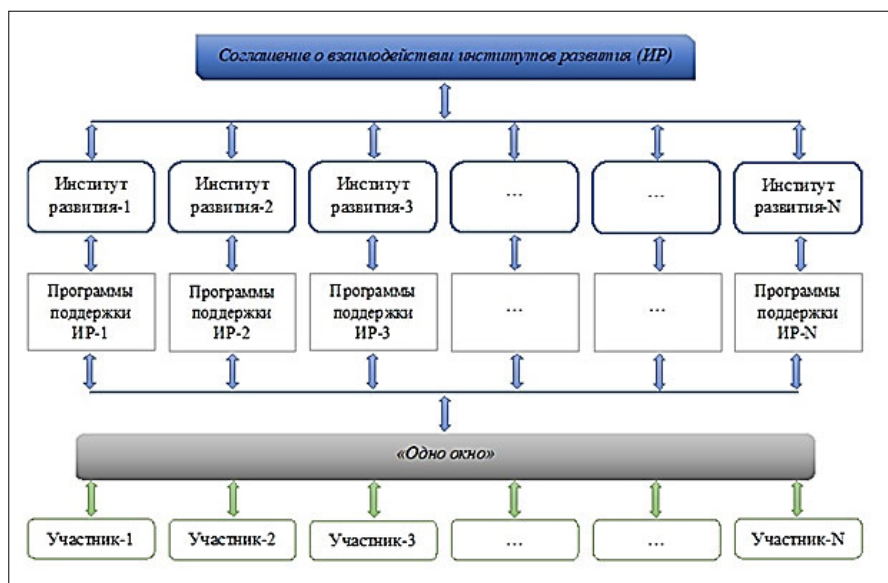 Соглашение о взаимодействии институтов развития (ИР)
Институт
развития-1
Институт
развития-2
Институт
развития-3
…
…
Институт
развития-N
Программы
поддержки
ИР-1
Программы
поддержки
ИР-2
Программы
поддержки
ИР-3
…
…
Программы
поддержки
ИР-N
«Одно окно»
Участник-1
Участник-2
Участник-3
…
…
Участник-N